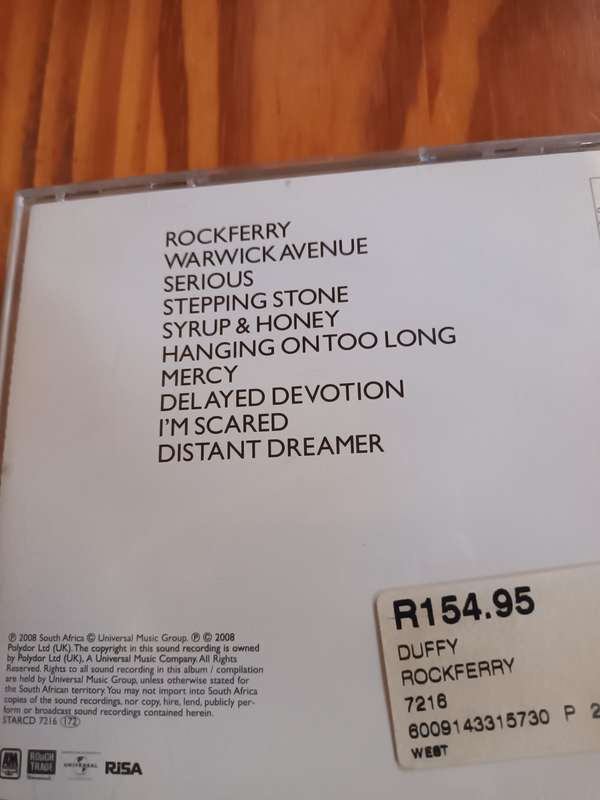 ROCKFERRY
WARWICK AVENUE
SERIOUS
STEPPING STONE
SYRUP & HONEY
HANGING ON TOO LONG
MERCY
DELAYED DEVOTION
I'M SCARED
DISTANT DREAMER
℗ 2008 South Africa © Universal Music Group. ℗ © 2008
Polydor Ltd (UK). The copyright in this sound recording is owned
by Polydor Ltd (UK), A Universal Music Company. All Rights
Reserved. Rights to all sound recording in this album / compilation
are held by Universal Music Group, unless otherwise stated for
the South African territory. You may not import into South Africa
copies of the sound recordings, nor copy, hire, lend, publicly per-
form or broadcast sound recordings contained herein.
STARCD 7216 172
A&M ROUGH TRADE UNIVERSAL RiSA
R154.95
DUFFY
ROCKFERRY
7216
6009143315730 P 2
WEST